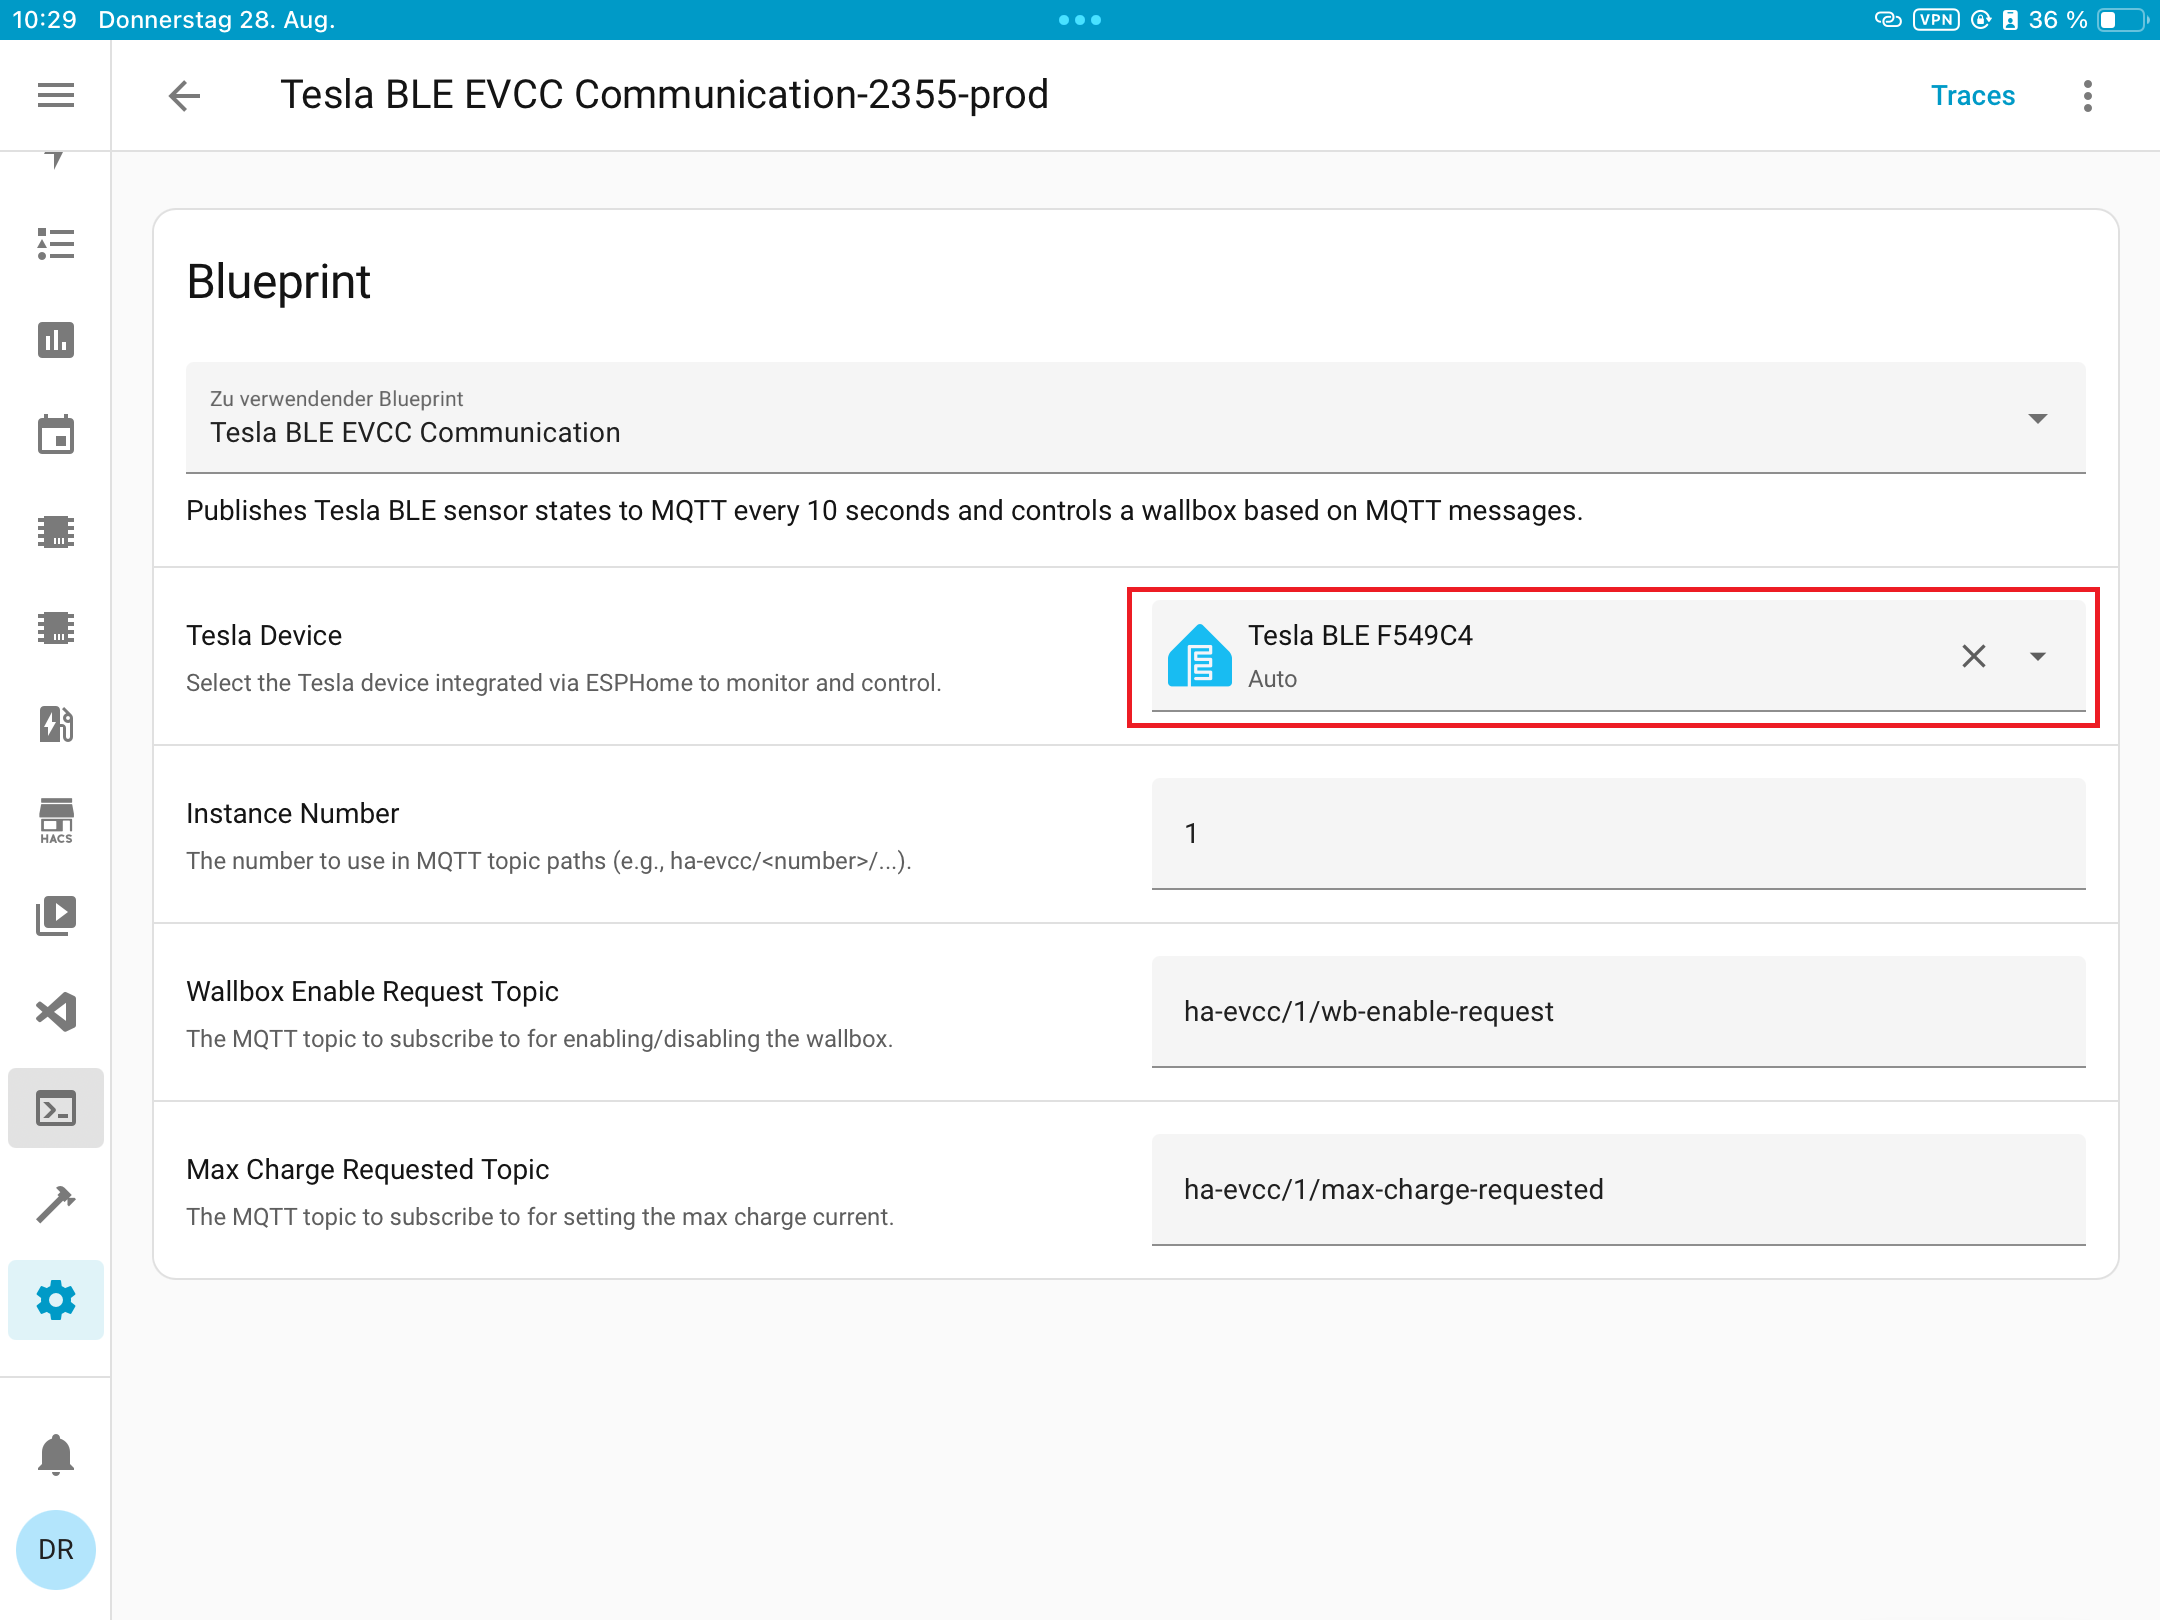 10:29 Donnerstag 28. Aug.
VPN 36 %
Tesla BLE EVCC Communication-2355-prod
Traces
Blueprint
Zu verwendender Blueprint
Tesla BLE EVCC Communication
Publishes Tesla BLE sensor states to MQTT every 10 seconds and controls a wallbox based on MQTT messages.
Tesla Device
Select the Tesla device integrated via ESPHome to monitor and control.
Tesla BLE F549C4
Auto
Instance Number
The number to use in MQTT topic paths (e.g., ha-evcc/<number>/...).
1
Wallbox Enable Request Topic
The MQTT topic to subscribe to for enabling/disabling the wallbox.
ha-evcc/1/wb-enable-request
Max Charge Requested Topic
The MQTT topic to subscribe to for setting the max charge current.
ha-evcc/1/max-charge-requested
HACS
DR